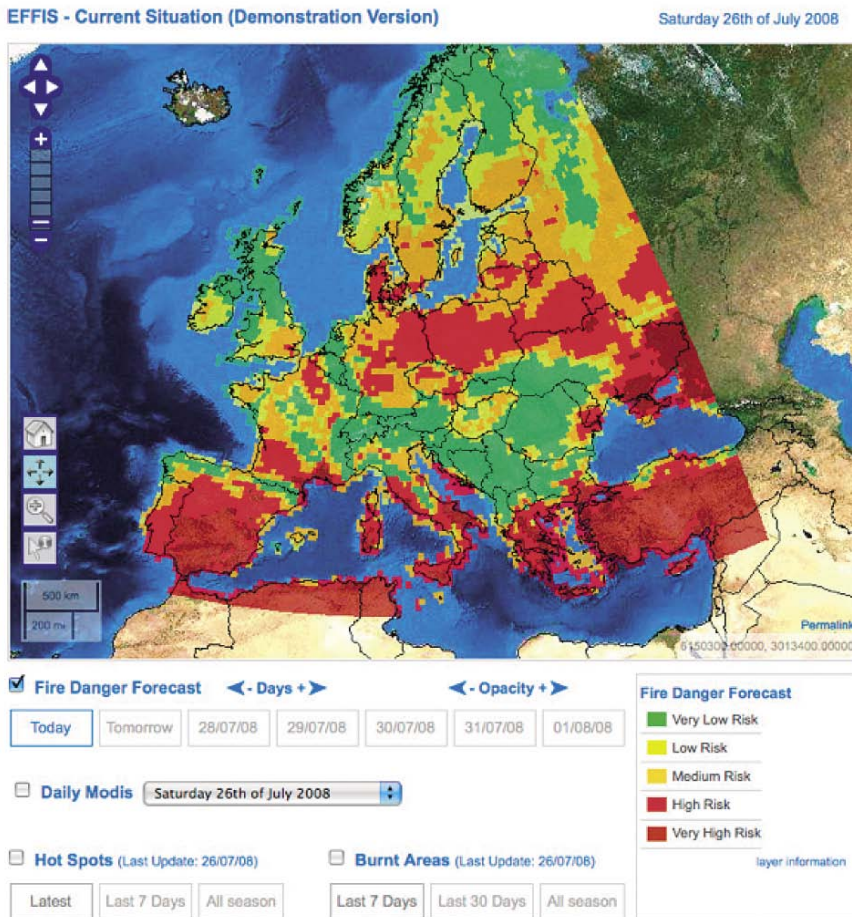 EFFIS - Current Situation (Demonstration Version)
Saturday 26th of July 2008
500 km
200 mi
Permalink
6150300.00000, 3013400.00000
Fire Danger Forecast
- Days +
- Opacity +
Today
Tomorrow
28/07/08
29/07/08
30/07/08
31/07/08
01/08/08
Daily Modis
Saturday 26th of July 2008
Hot Spots (Last Update: 26/07/08)
Latest
Last 7 Days
All season
Burnt Areas (Last Update: 26/07/08)
Last 7 Days
Last 30 Days
All season
Fire Danger Forecast
Very Low Risk
Low Risk
Medium Risk
High Risk
Very High Risk
layer information